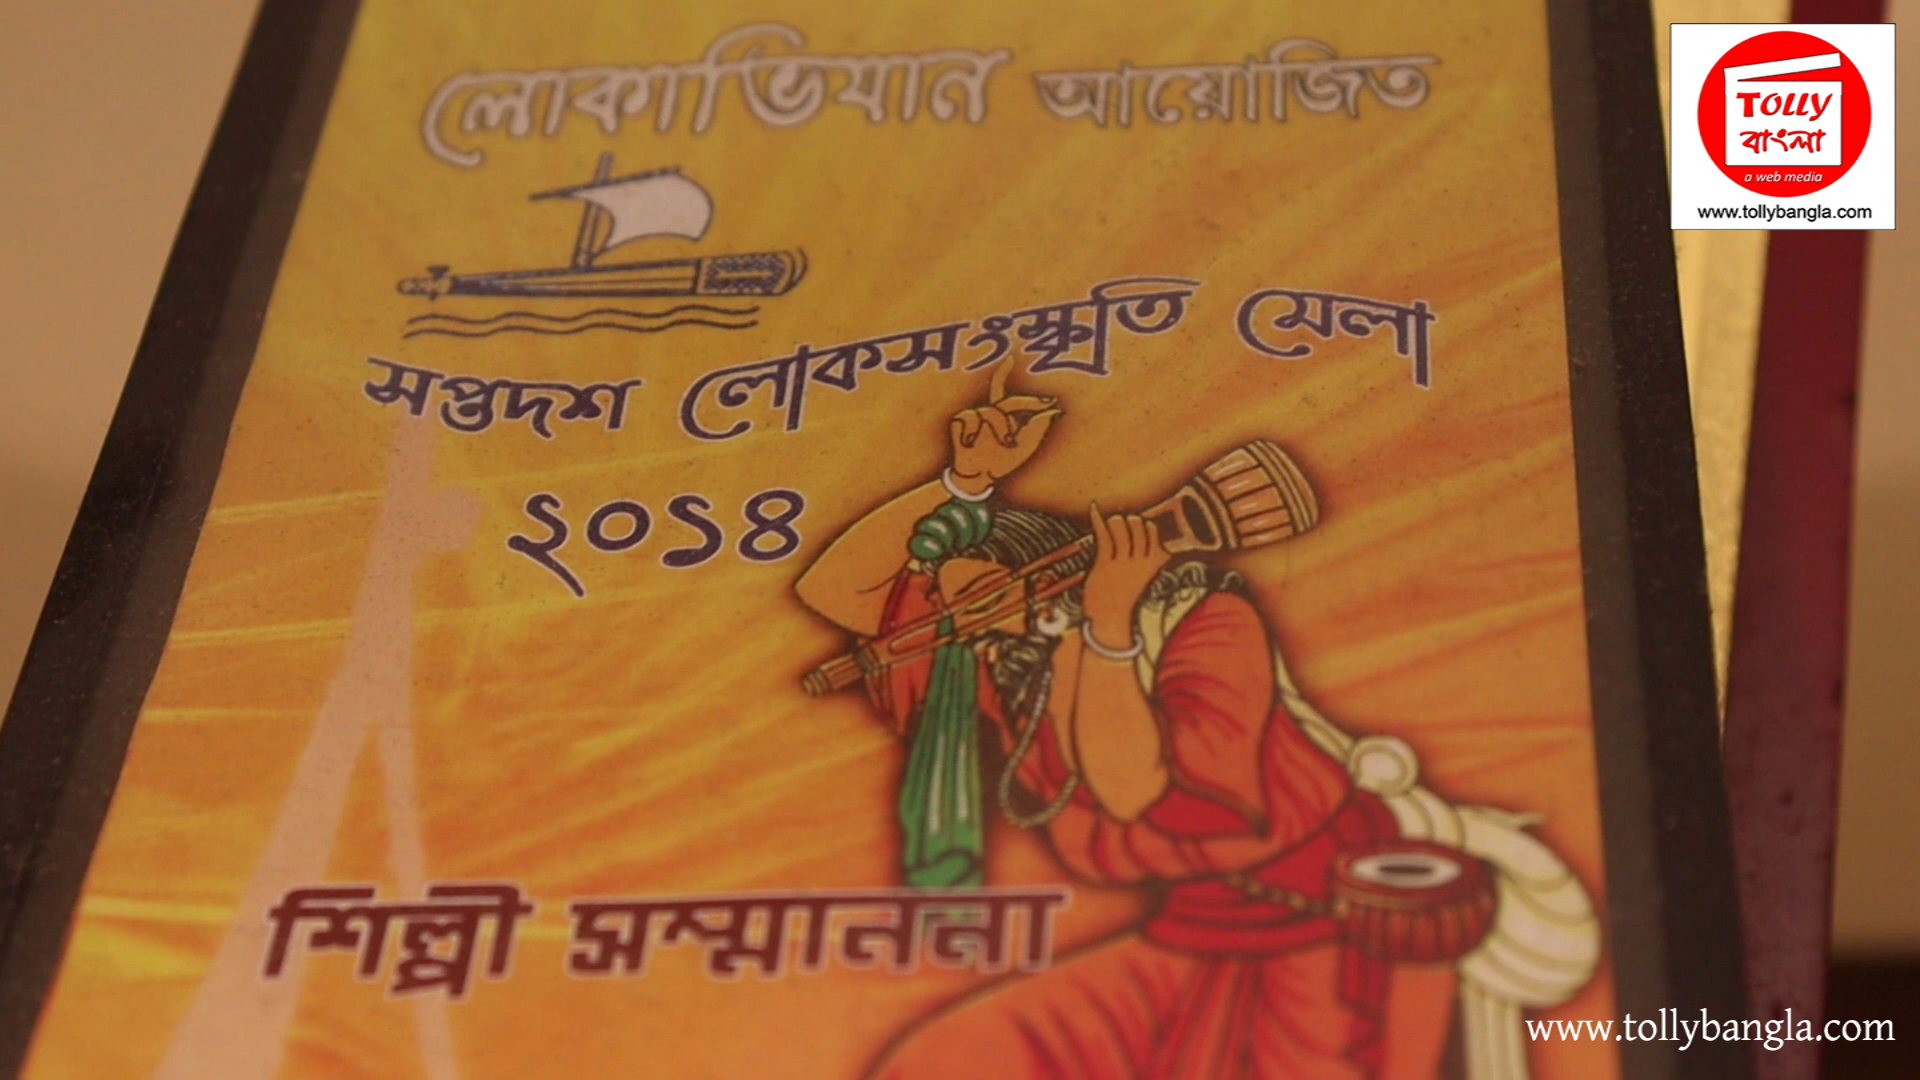 লোকাভিযান আয়োজিত
সপ্তদশ লোকসংস্কৃতি মেলা
২০১৪
শিল্পী সম্মাননা
TOLLY
বাংলা
a web media
www.tollybangla.com
www.tollybangla.com